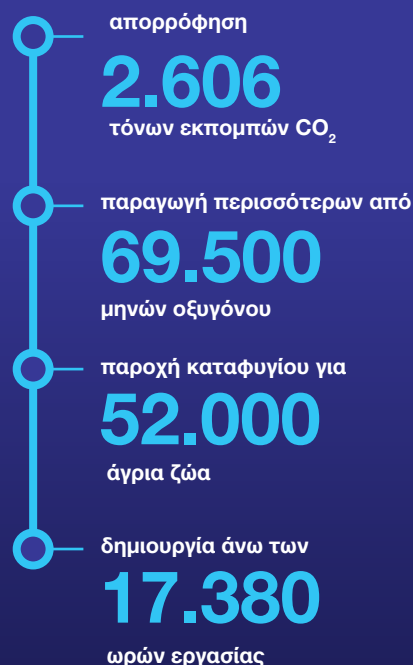 απορρόφηση
2.606
τόνων εκπομπών CO₂
παραγωγή περισσότερων από
69.500
μηνών οξυγόνου
παροχή καταφυγίου για
52.000
άγρια ζώα
δημιουργία άνω των
17.380
ωρών εργασίας